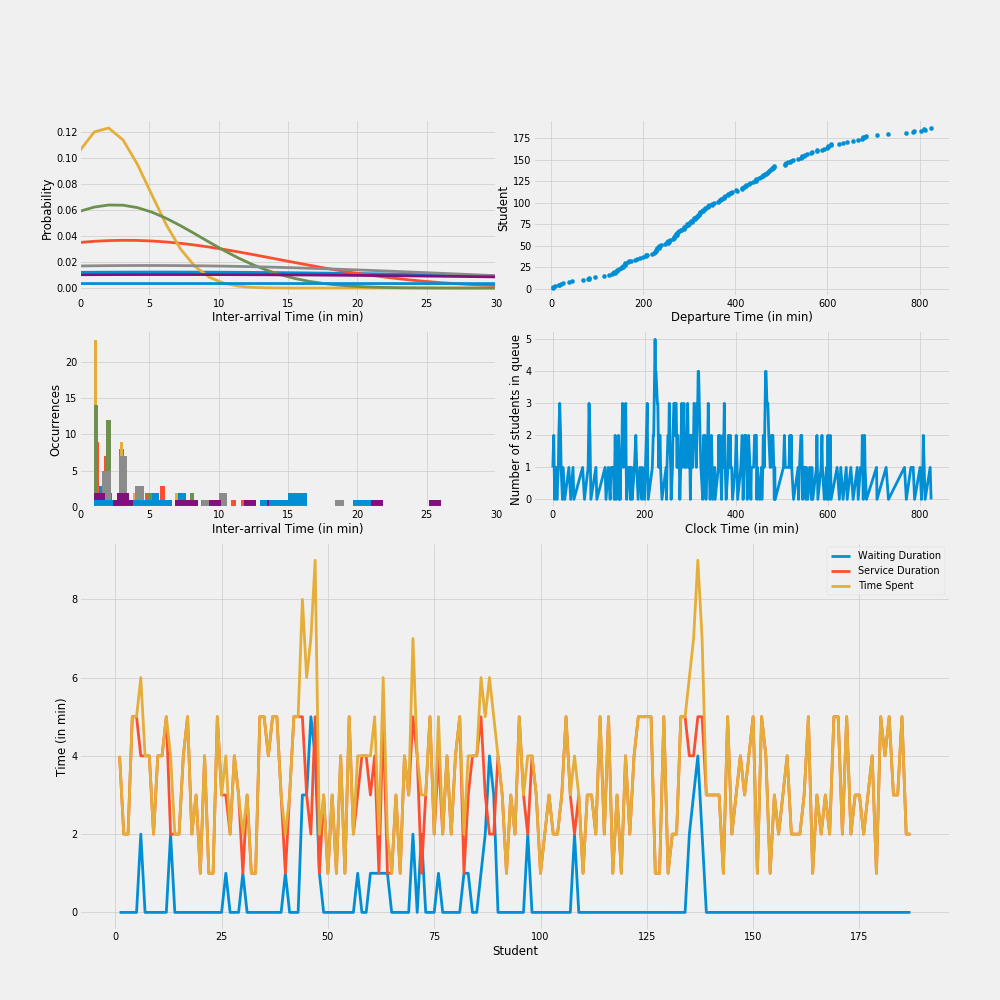 0.12
0.10
0.08
0.06
0.04
0.02
0.00
Probability
0 5 10 15 20 25 30
Inter-arrival Time (in min)
175
150
125
100
75
50
25
0
Student
0 200 400 600 800
Departure Time (in min)
20
15
10
5
0
Occurrences
0 5 10 15 20 25 30
Inter-arrival Time (in min)
5
4
3
2
1
0
Number of students in queue
0 200 400 600 800
Clock Time (in min)
Waiting Duration
Service Duration
Time Spent
8
6
4
2
0
Time (in min)
0 25 50 75 100 125 150 175
Student